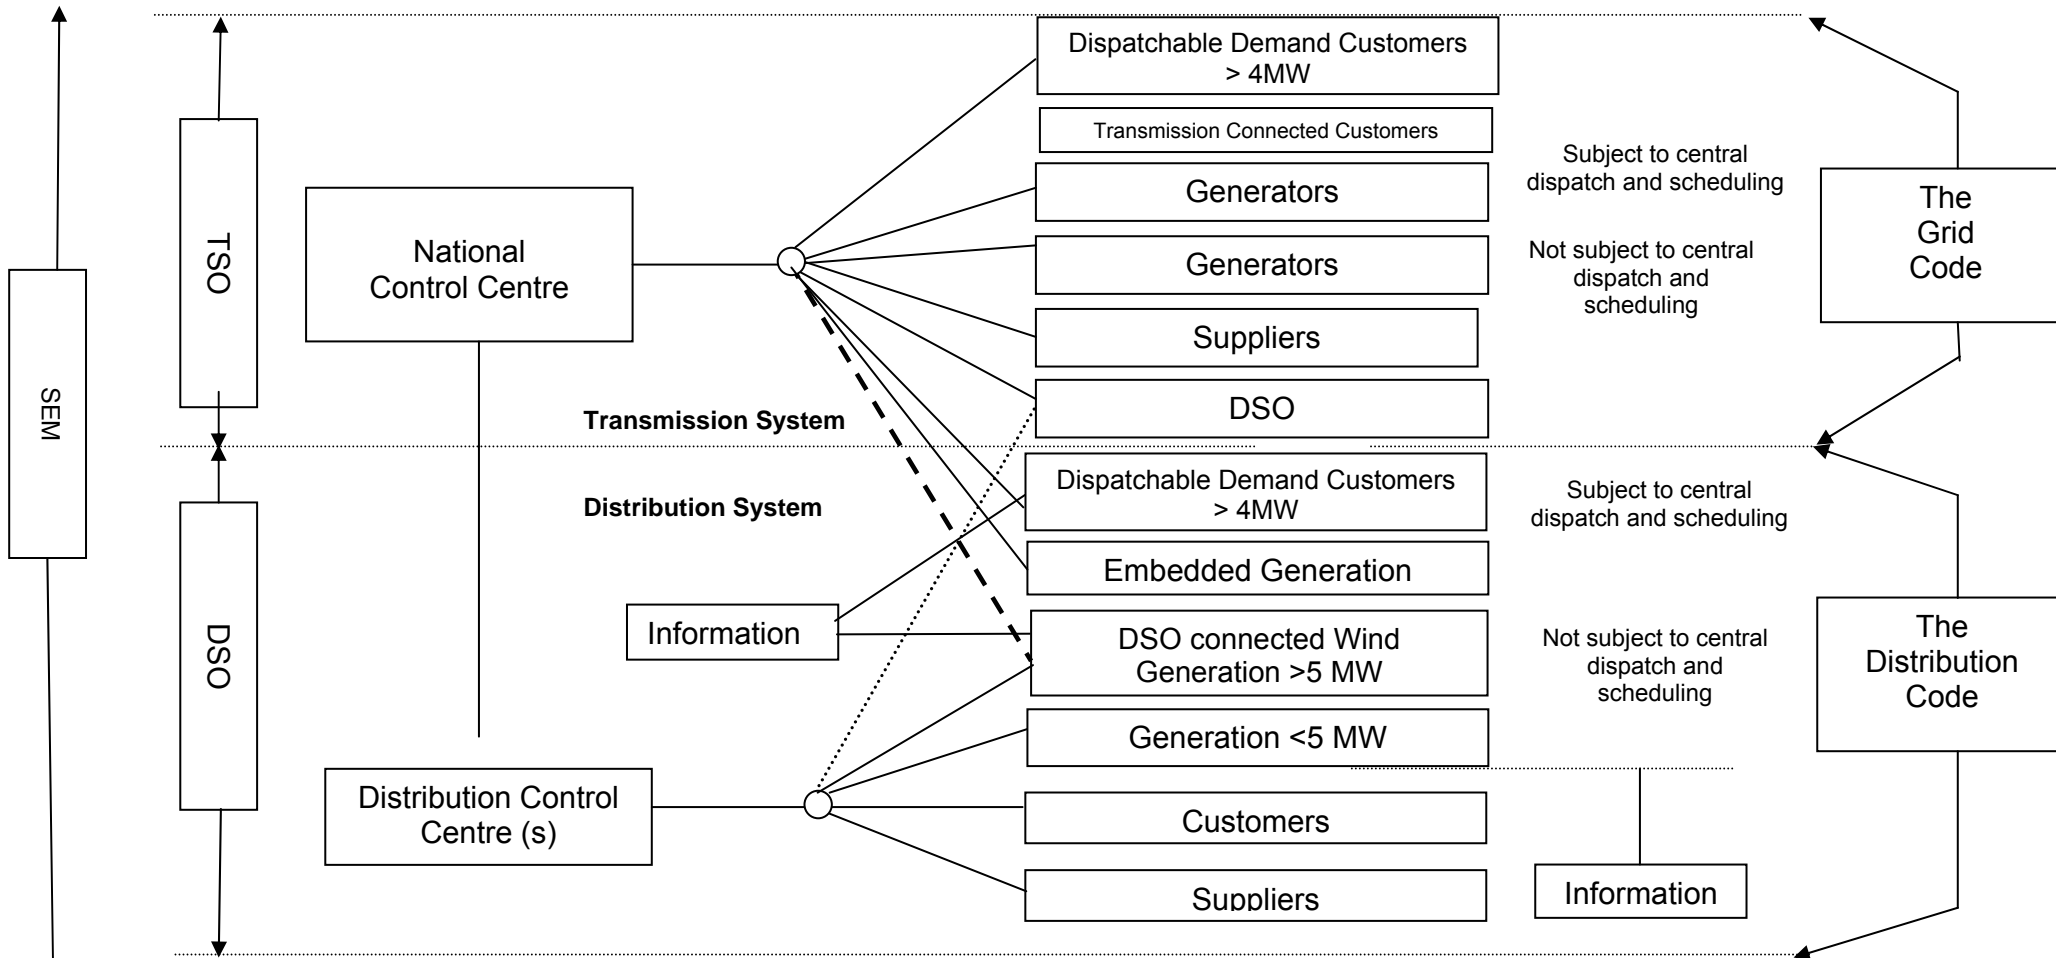 Dispatchable Demand Customers
> 4MW
Transmission Connected Customers
Subject to central
dispatch and scheduling
Generators
The
Grid
Code
TSO
National
Control Centre
Generators
Not subject to central
dispatch and
scheduling
Suppliers
SEM
DSO
Transmission System
Distribution System
Dispatchable Demand Customers
> 4MW
Subject to central
dispatch and scheduling
Embedded Generation
DSO
Information
DSO connected Wind
Generation >5 MW
Not subject to central
dispatch and
scheduling
The
Distribution
Code
Generation <5 MW
Distribution Control
Centre (s)
Customers
Suppliers
Information